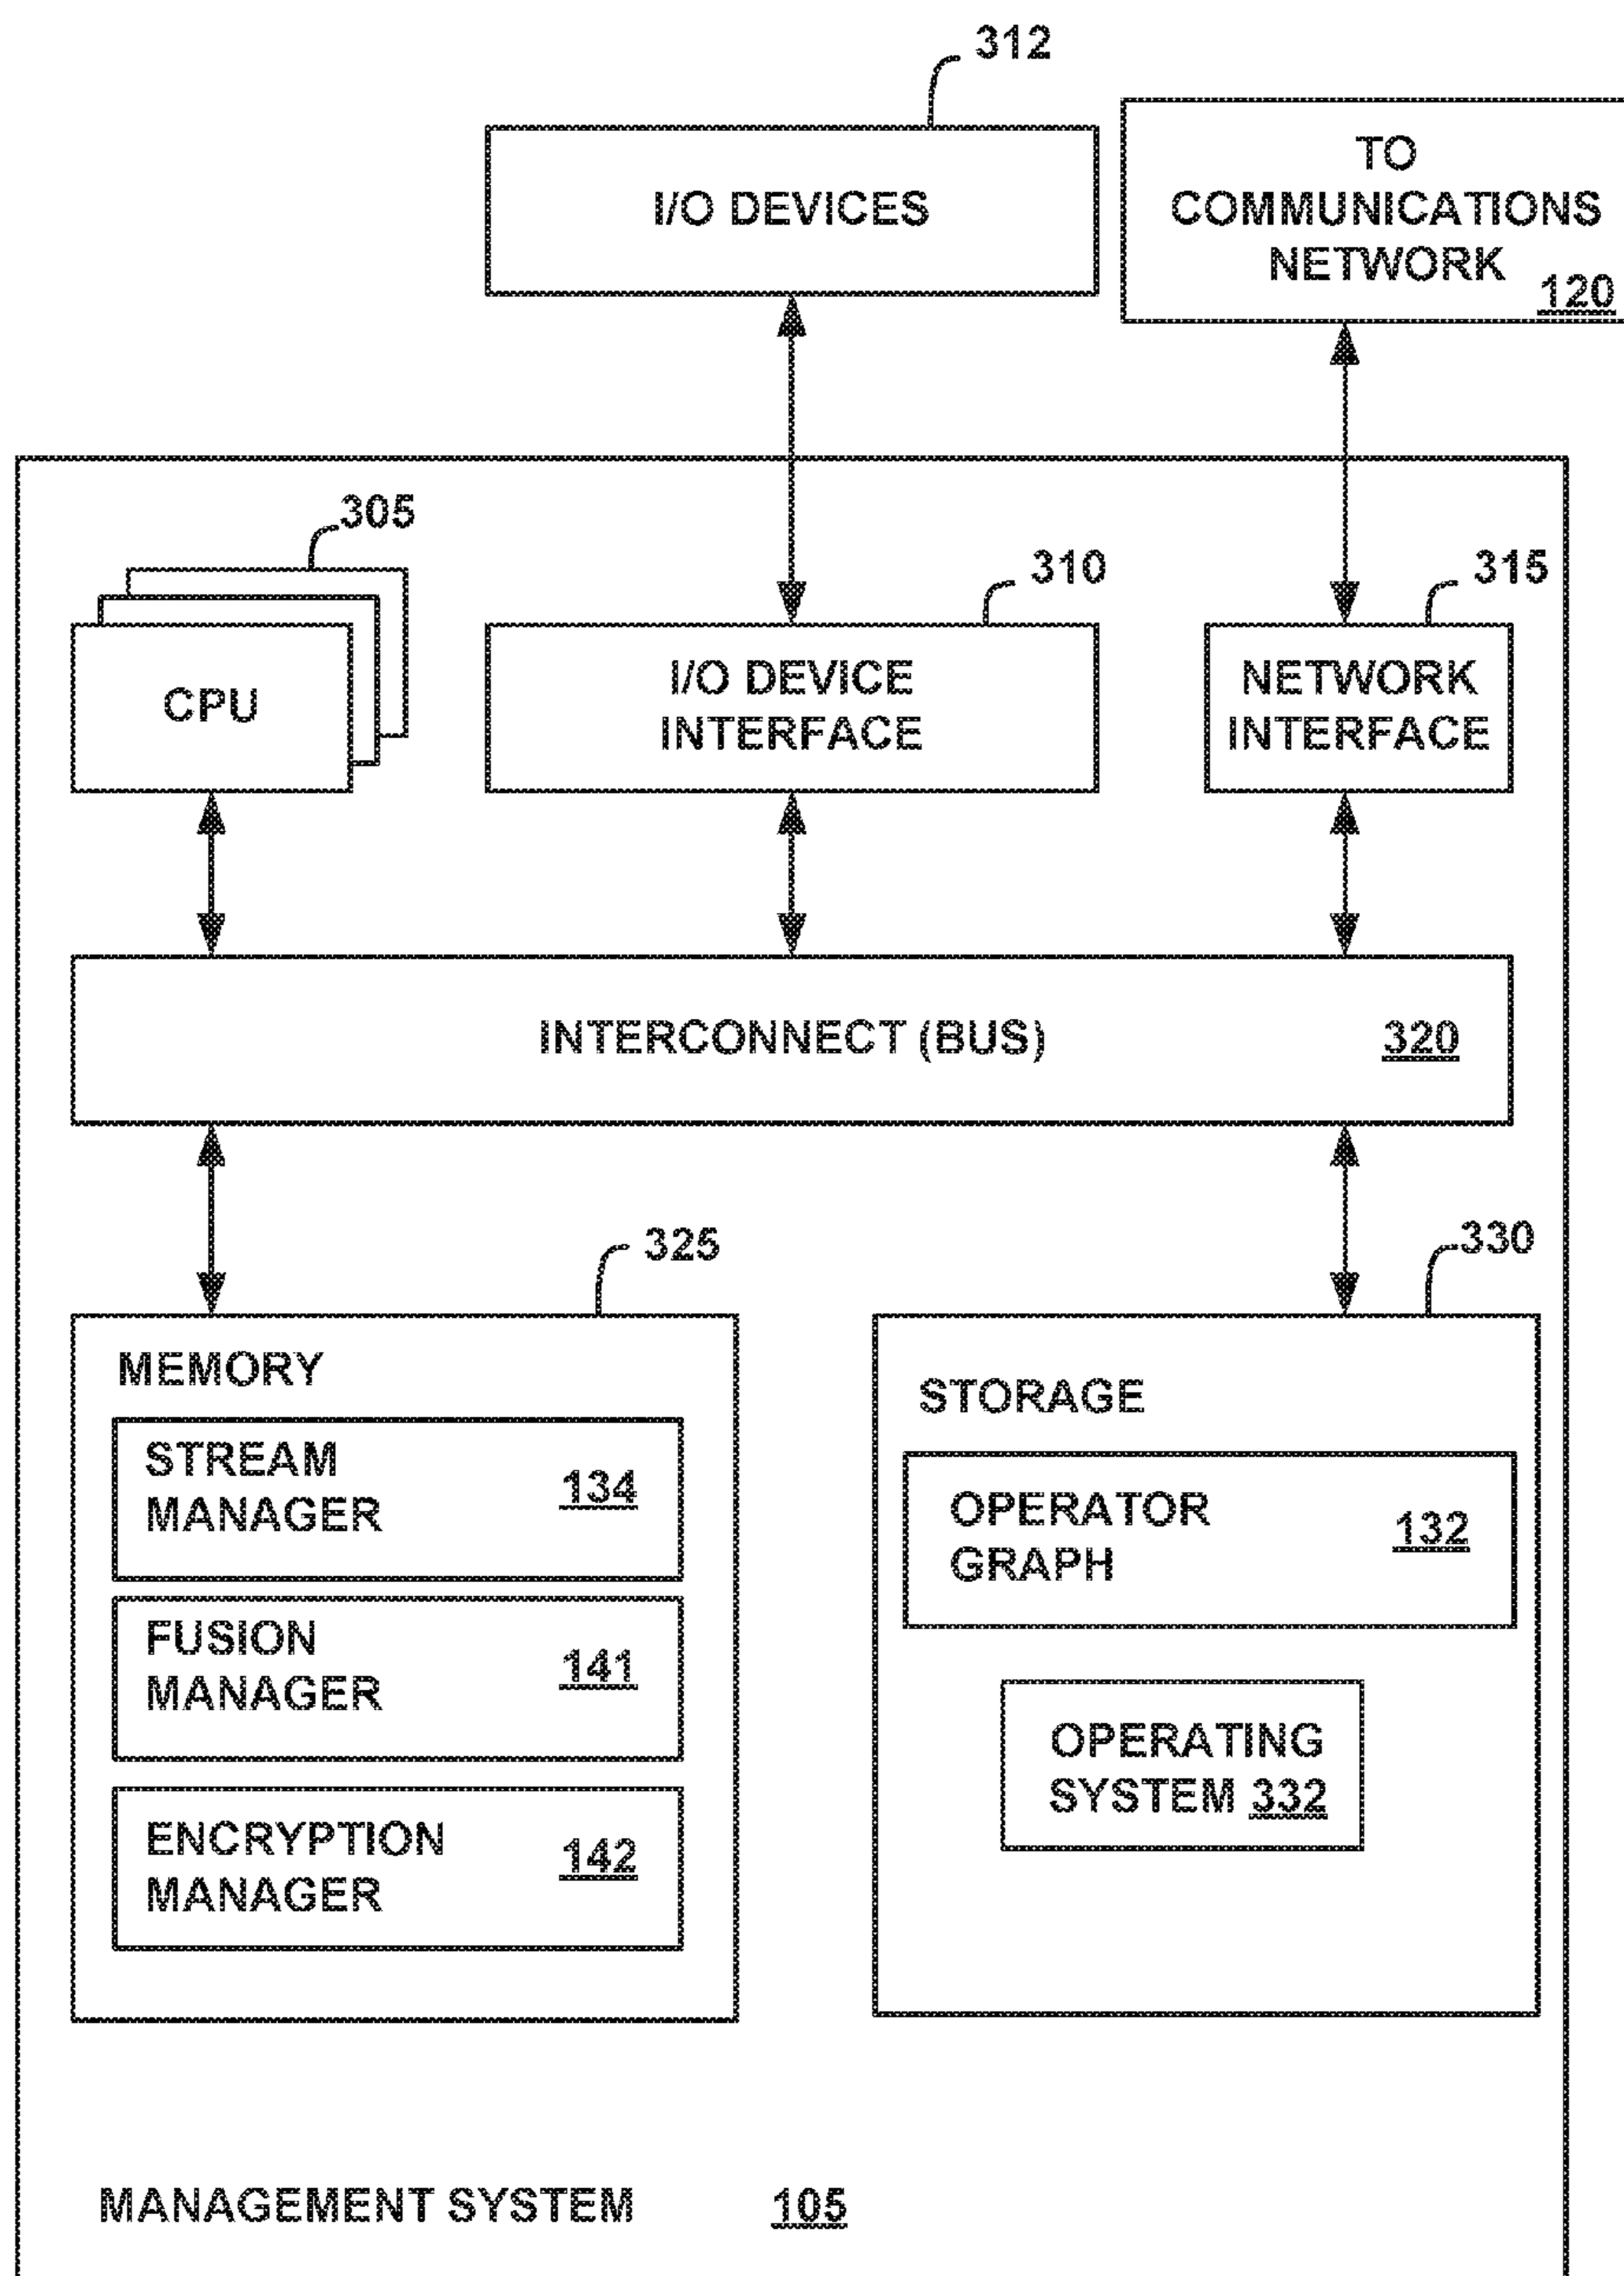 312
I/O DEVICES
TO
COMMUNICATIONS
NETWORK
120
305
310
315
CPU
I/O DEVICE
INTERFACE
NETWORK
INTERFACE
INTERCONNECT (BUS)
320
325
330
MEMORY
STREAM
MANAGER
134
FUSION
MANAGER
141
ENCRYPTION
MANAGER
142
STORAGE
OPERATOR
GRAPH
132
OPERATING
SYSTEM 332
MANAGEMENT SYSTEM 105